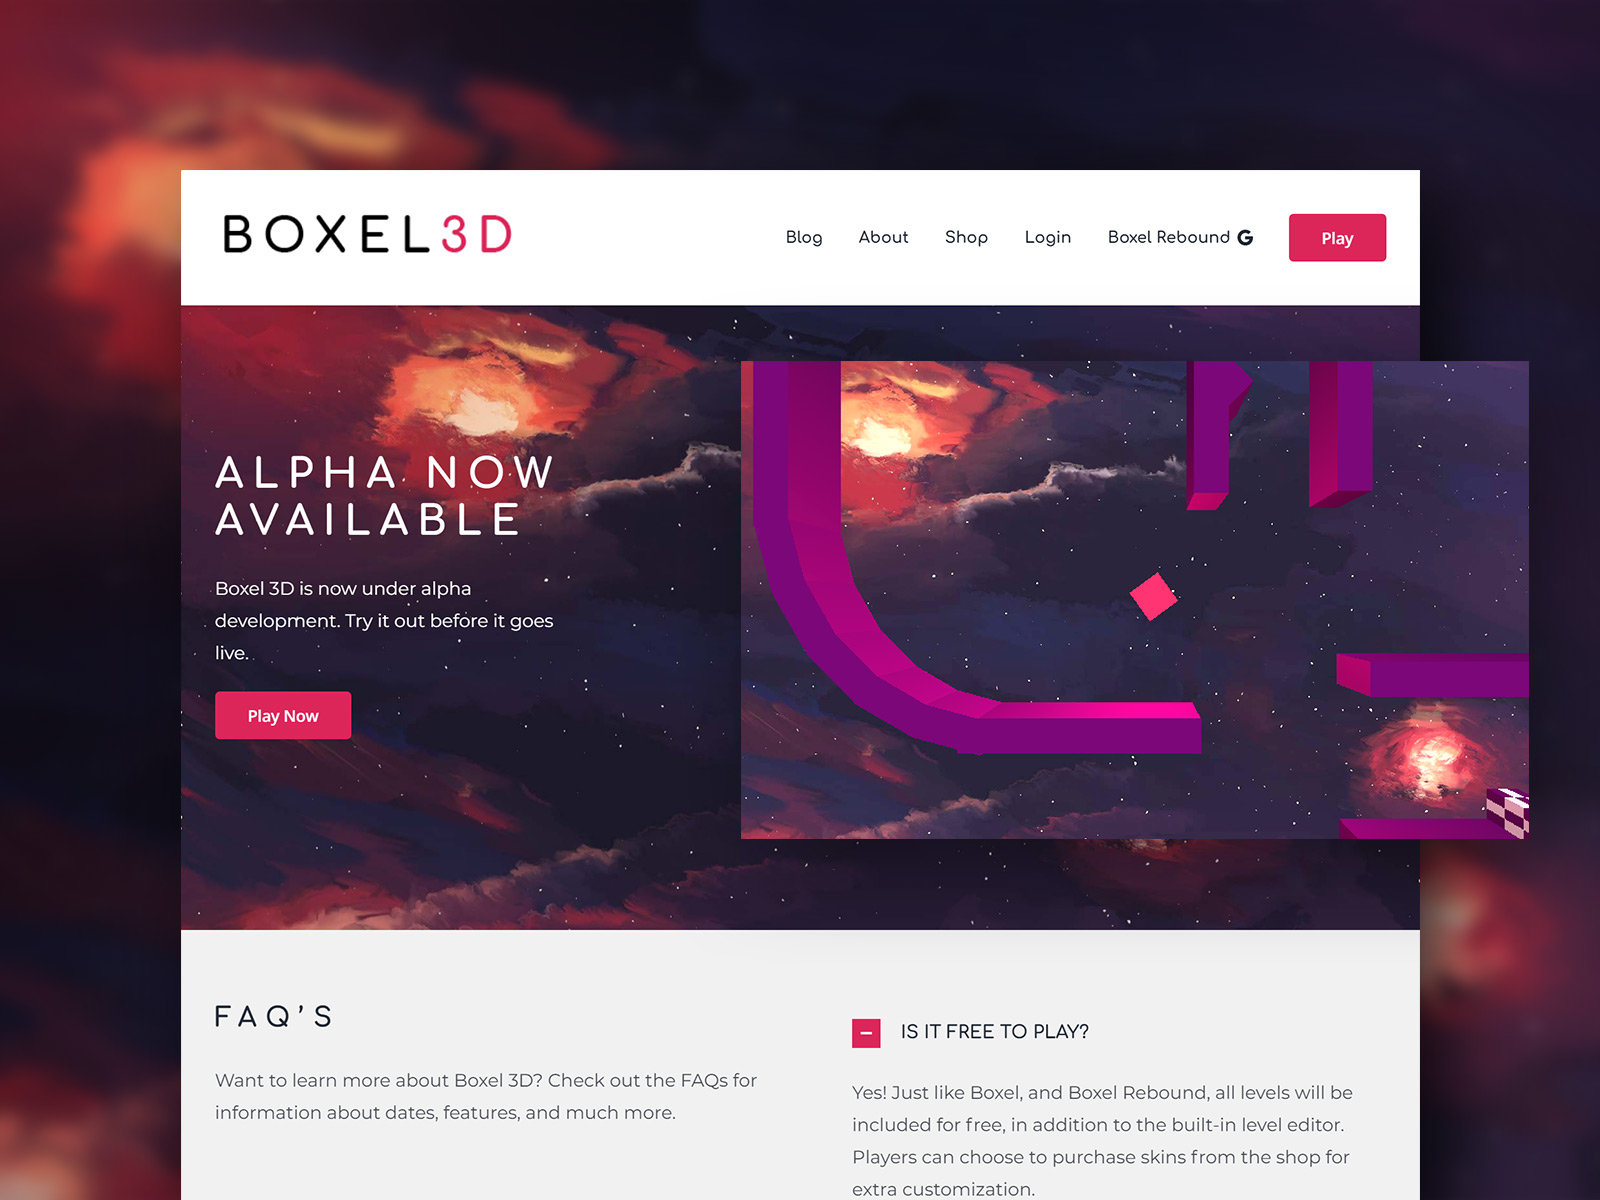 BOXEL3D
Blog About Shop Login Boxel Rebound G Play
ALPHA NOW
AVAILABLE
Boxel 3D is now under alpha
development. Try it out before it goes
live.
Play Now
FAQ'S
Want to learn more about Boxel 3D? Check out the FAQs for
information about dates, features, and much more.
IS IT FREE TO PLAY?
Yes! Just like Boxel, and Boxel Rebound, all levels will be
included for free, in addition to the built-in level editor.
Players can choose to purchase skins from the shop for
extra customization.